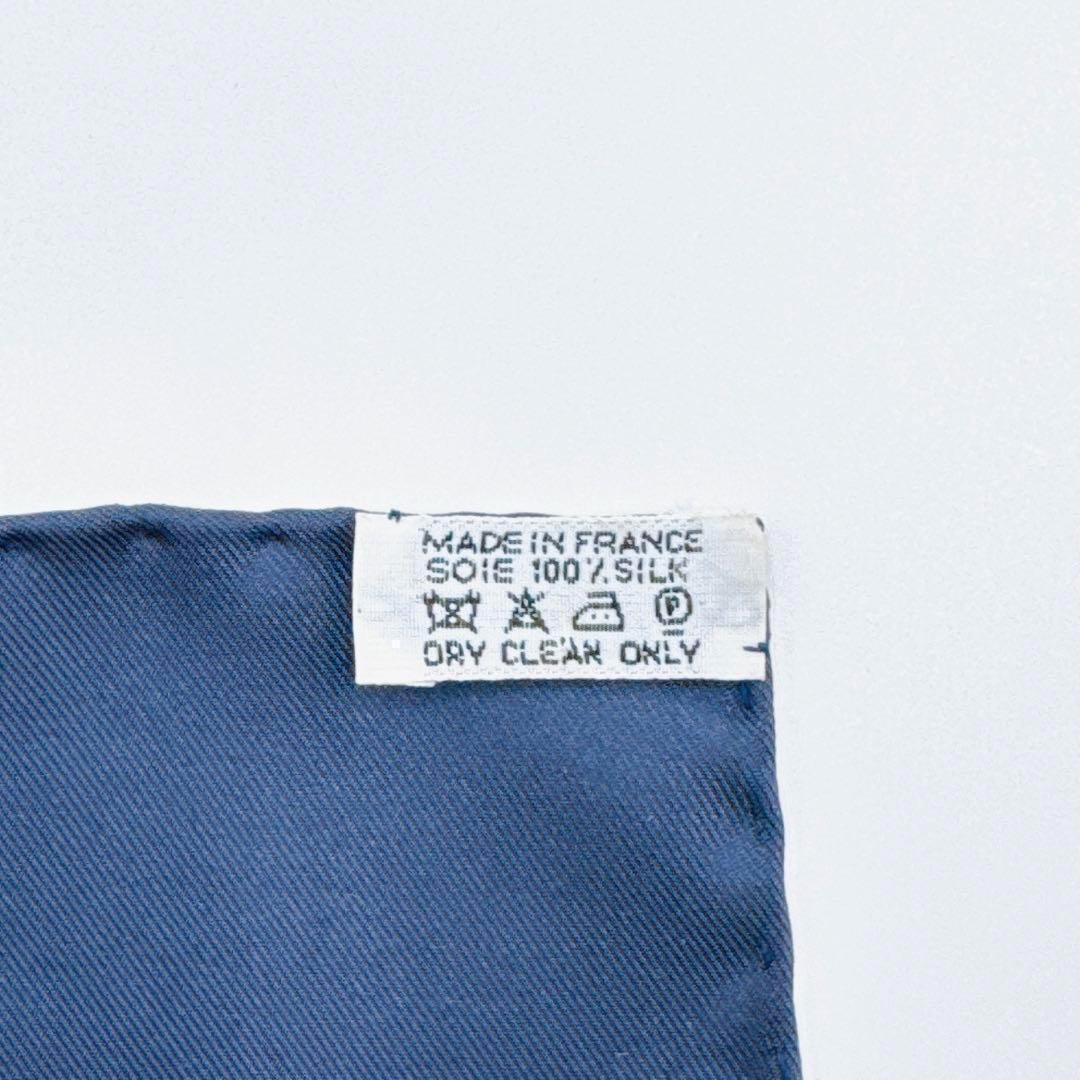 MADE IN FRANCE
SOIE 100% SILK
P
DRY CLEAN ONLY